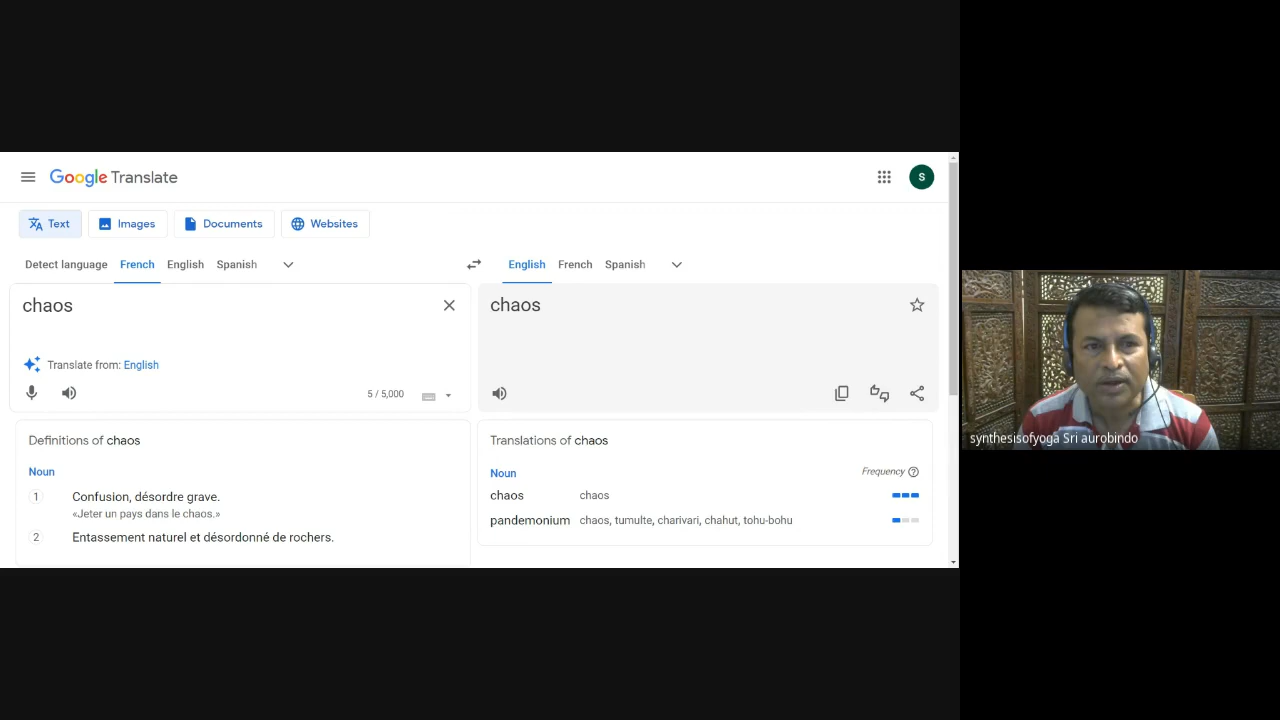 Google Translate
S
Text Images Documents Websites
Detect language French English Spanish
English French Spanish
chaos
Translate from: English
5 / 5,000
chaos
Definitions of chaos
Noun
1 Confusion, désordre grave.
«Jeter un pays dans le chaos.»
2 Entassement naturel et désordonné de rochers.
Translations of chaos
Noun Frequency
chaos chaos
pandemonium chaos, tumulte, charivari, chahut, tohu-bohu
synthesisofyoga Sri aurobindo